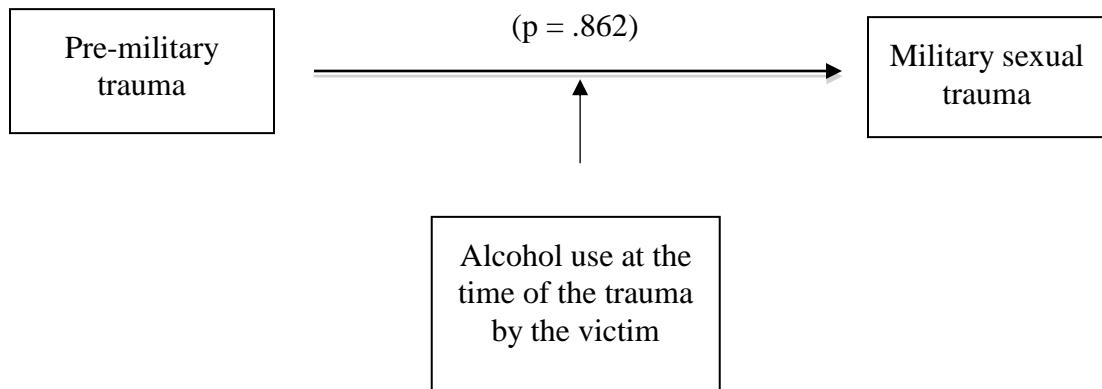 (p = .862)
Pre-military
trauma
Military sexual
trauma
Alcohol use at the
time of the trauma
by the victim